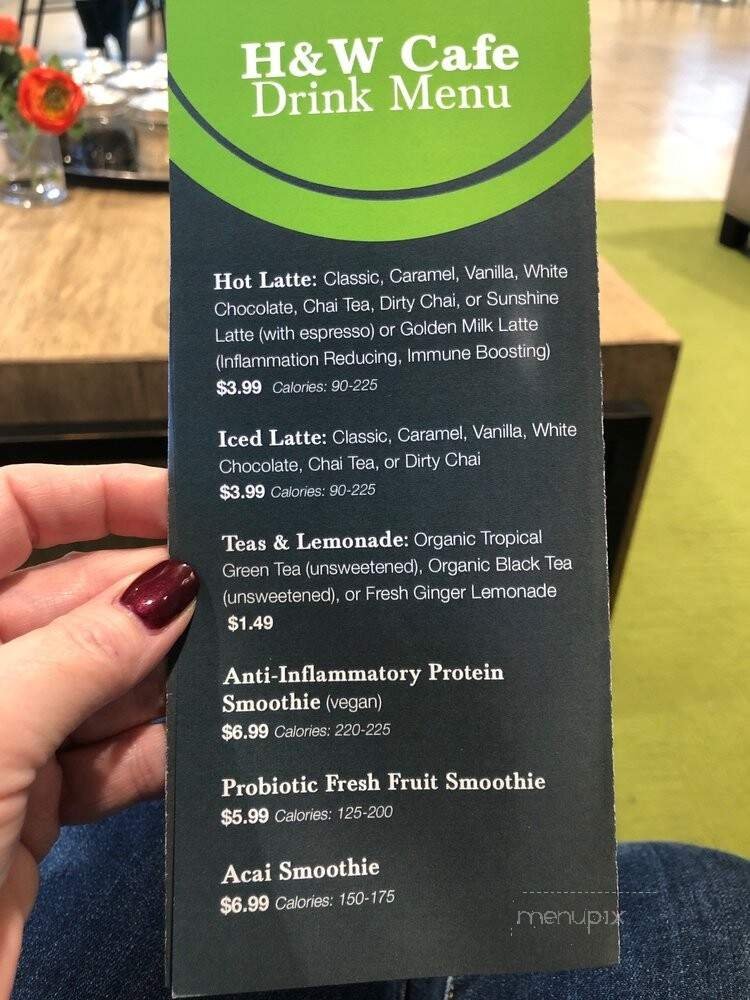 H&W Cafe
Drink Menu
Hot Latte: Classic, Caramel, Vanilla, White
Chocolate, Chai Tea, Dirty Chai, or Sunshine
Latte (with espresso) or Golden Milk Latte
(Inflammation Reducing, Immune Boosting)
$3.99 Calories: 90-225
Iced Latte: Classic, Caramel, Vanilla, White
Chocolate, Chai Tea, or Dirty Chai
$3.99 Calories: 90-225
Teas & Lemonade: Organic Tropical
Green Tea (unsweetened), Organic Black Tea
(unsweetened), or Fresh Ginger Lemonade
$1.49
Anti-Inflammatory Protein
Smoothie (vegan)
$6.99 Calories: 220-225
Probiotic Fresh Fruit Smoothie
$5.99 Calories: 125-200
Acai Smoothie
$6.99 Calories: 150-175
menupix